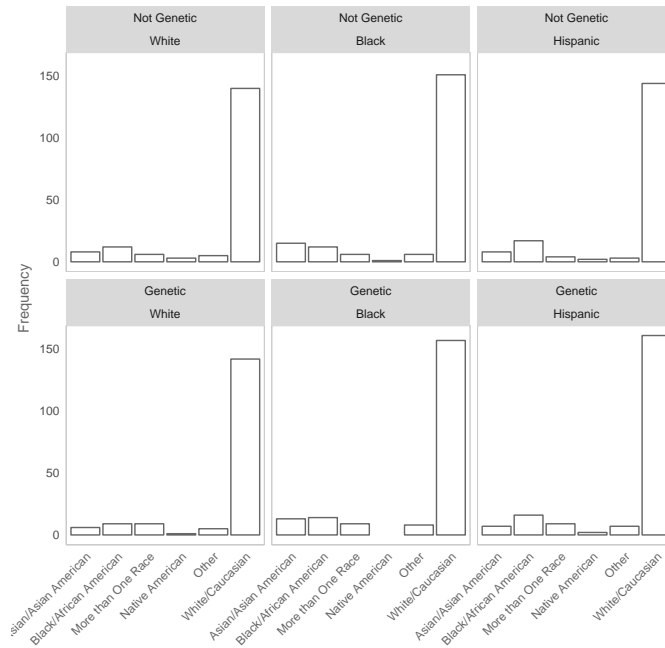 Not Genetic
White
Not Genetic
Black
Not Genetic
Hispanic
150
100
50
0
Frequency
Genetic
White
Genetic
Black
Genetic
Hispanic
150
100
50
0
Asian/Asian American
Black/African American
More than One Race
Native American
Other
White/Caucasian
Asian/Asian American
Black/African American
More than One Race
Native American
Other
White/Caucasian
Asian/Asian American
Black/African American
More than One Race
Native American
Other
White/Caucasian